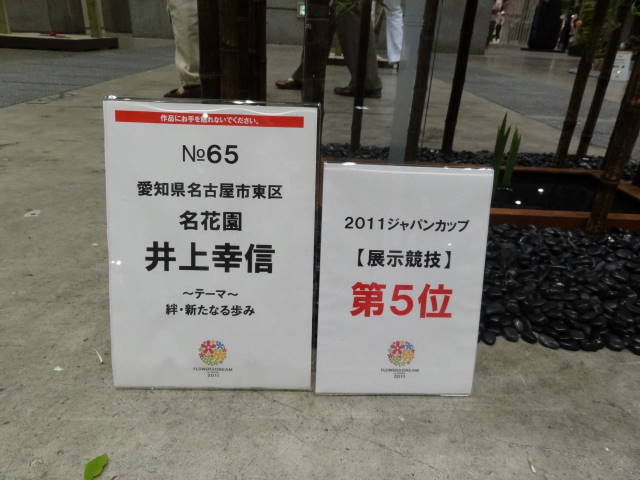 作品にお手を触れないでください。
№65
愛知県名古屋市東区
名花園
井上幸信
～テーマ～
絆・新たなる歩み
FLOWER DREAM
2011
2011ジャパンカップ
【展示競技】
第5位
FLOWER DREAM
2011